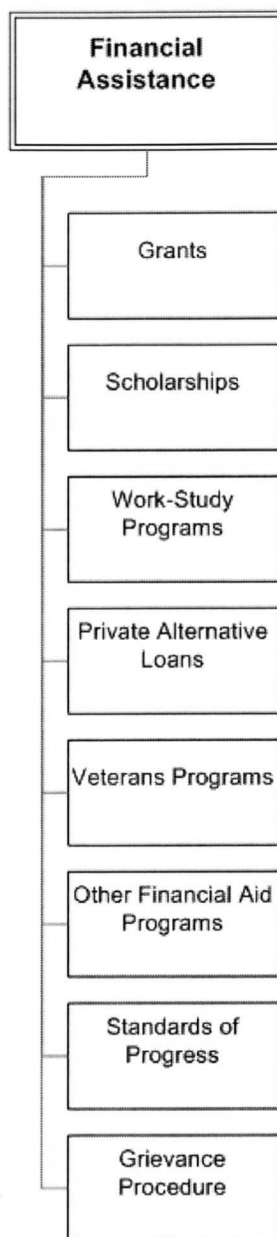 Financial
Assistance
Grants
Scholarships
Work-Study
Programs
Private Alternative
Loans
Veterans Programs
Other Financial Aid
Programs
Standards of
Progress
Grievance
Procedure